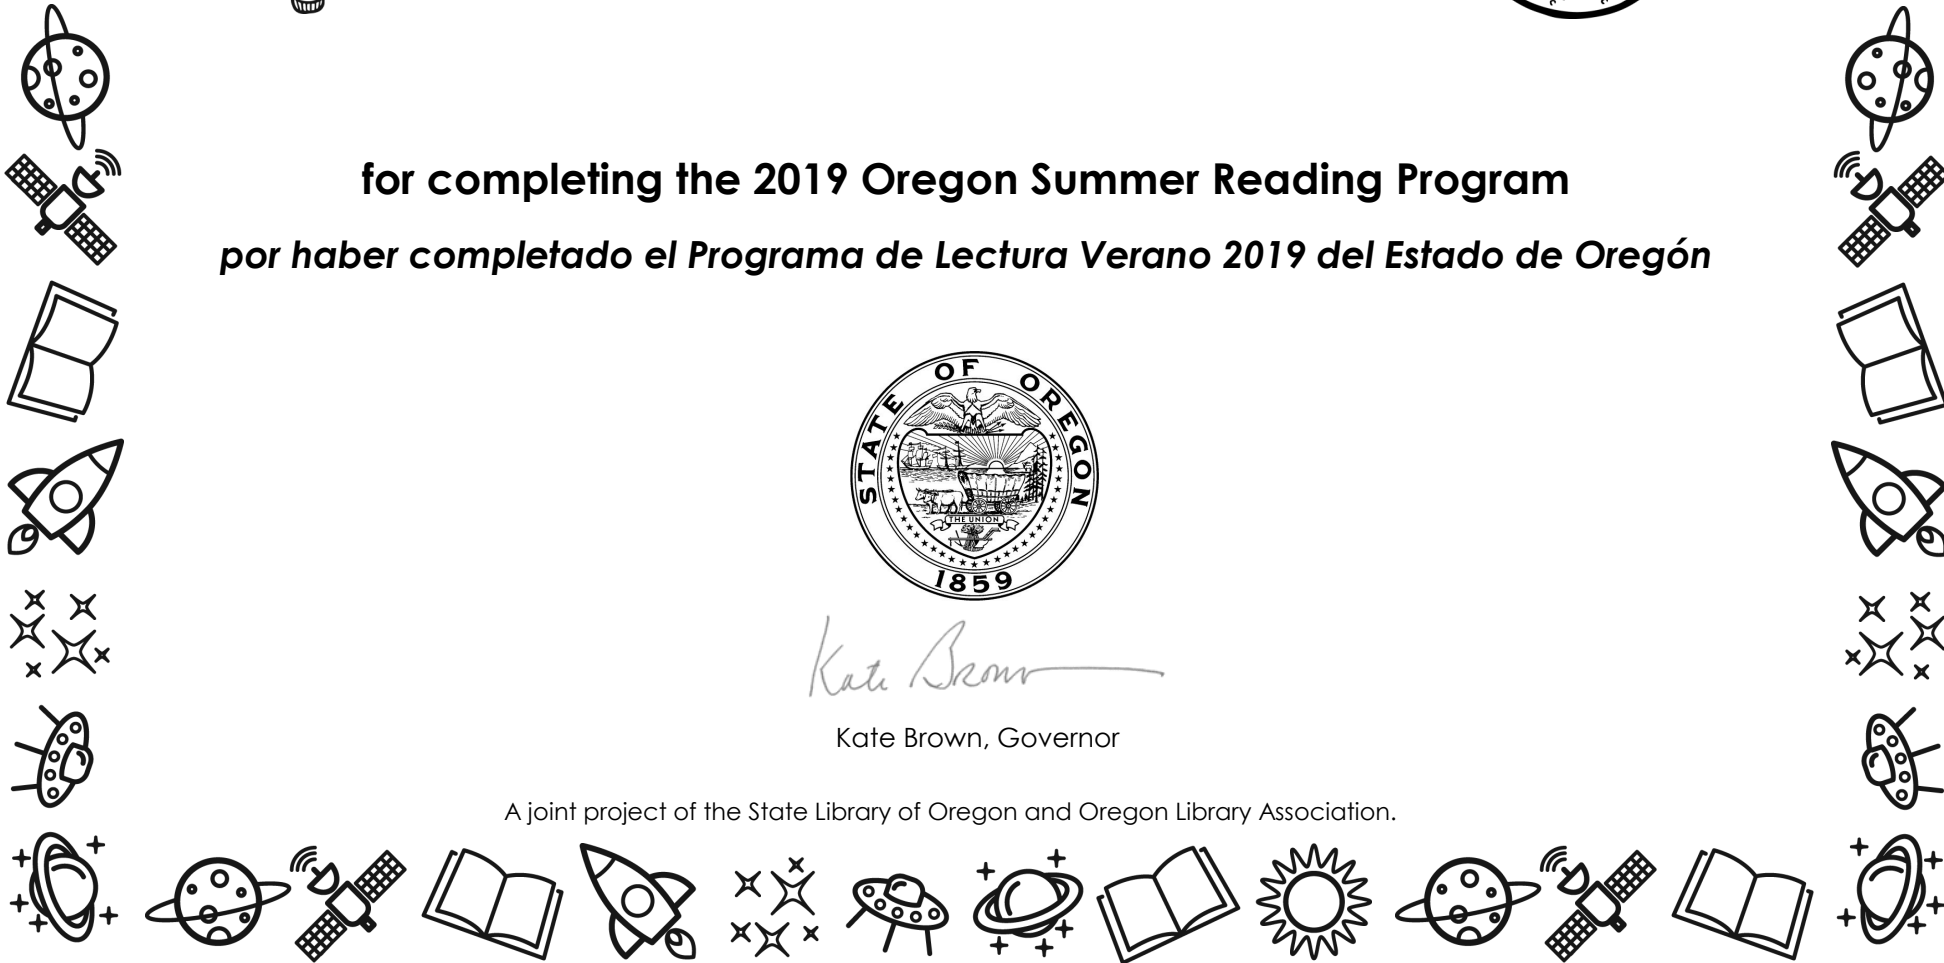 for completing the 2019 Oregon Summer Reading Program
por haber completado el Programa de Lectura Verano 2019 del Estado de Oregón
STATE OF OREGON
THE UNION
1859
Kate Brown
Kate Brown, Governor
A joint project of the State Library of Oregon and Oregon Library Association.